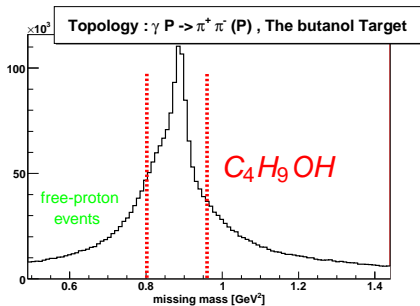 Topology : γ P -> π+ π- (P) , The butanol Target
×10³
100
50
0
C4H9OH
free-proton
events
0.6 0.8 1 1.2 1.4
missing mass [GeV²]